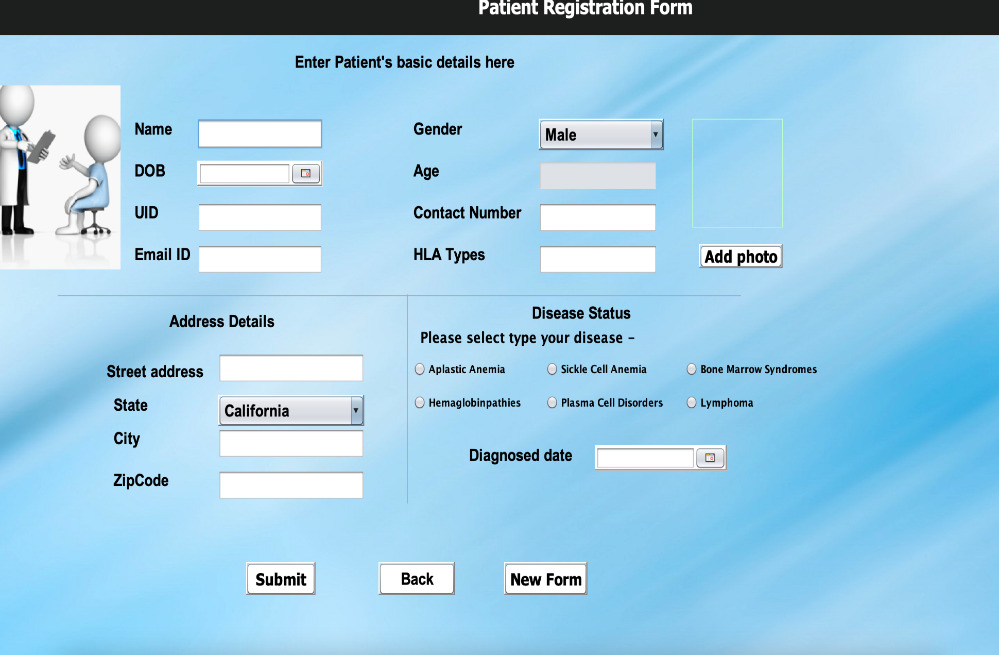 Patient Registration Form
Enter Patient's basic details here
Name
Gender
Male
DOB
Age
UID
Contact Number
Email ID
HLA Types
Add photo
Address Details
Disease Status
Please select type your disease –
Street address
Aplastic Anemia
Sickle Cell Anemia
Bone Marrow Syndromes
State
California
Hemaglobinpathies
Plasma Cell Disorders
Lymphoma
City
Diagnosed date
ZipCode
Submit
Back
New Form